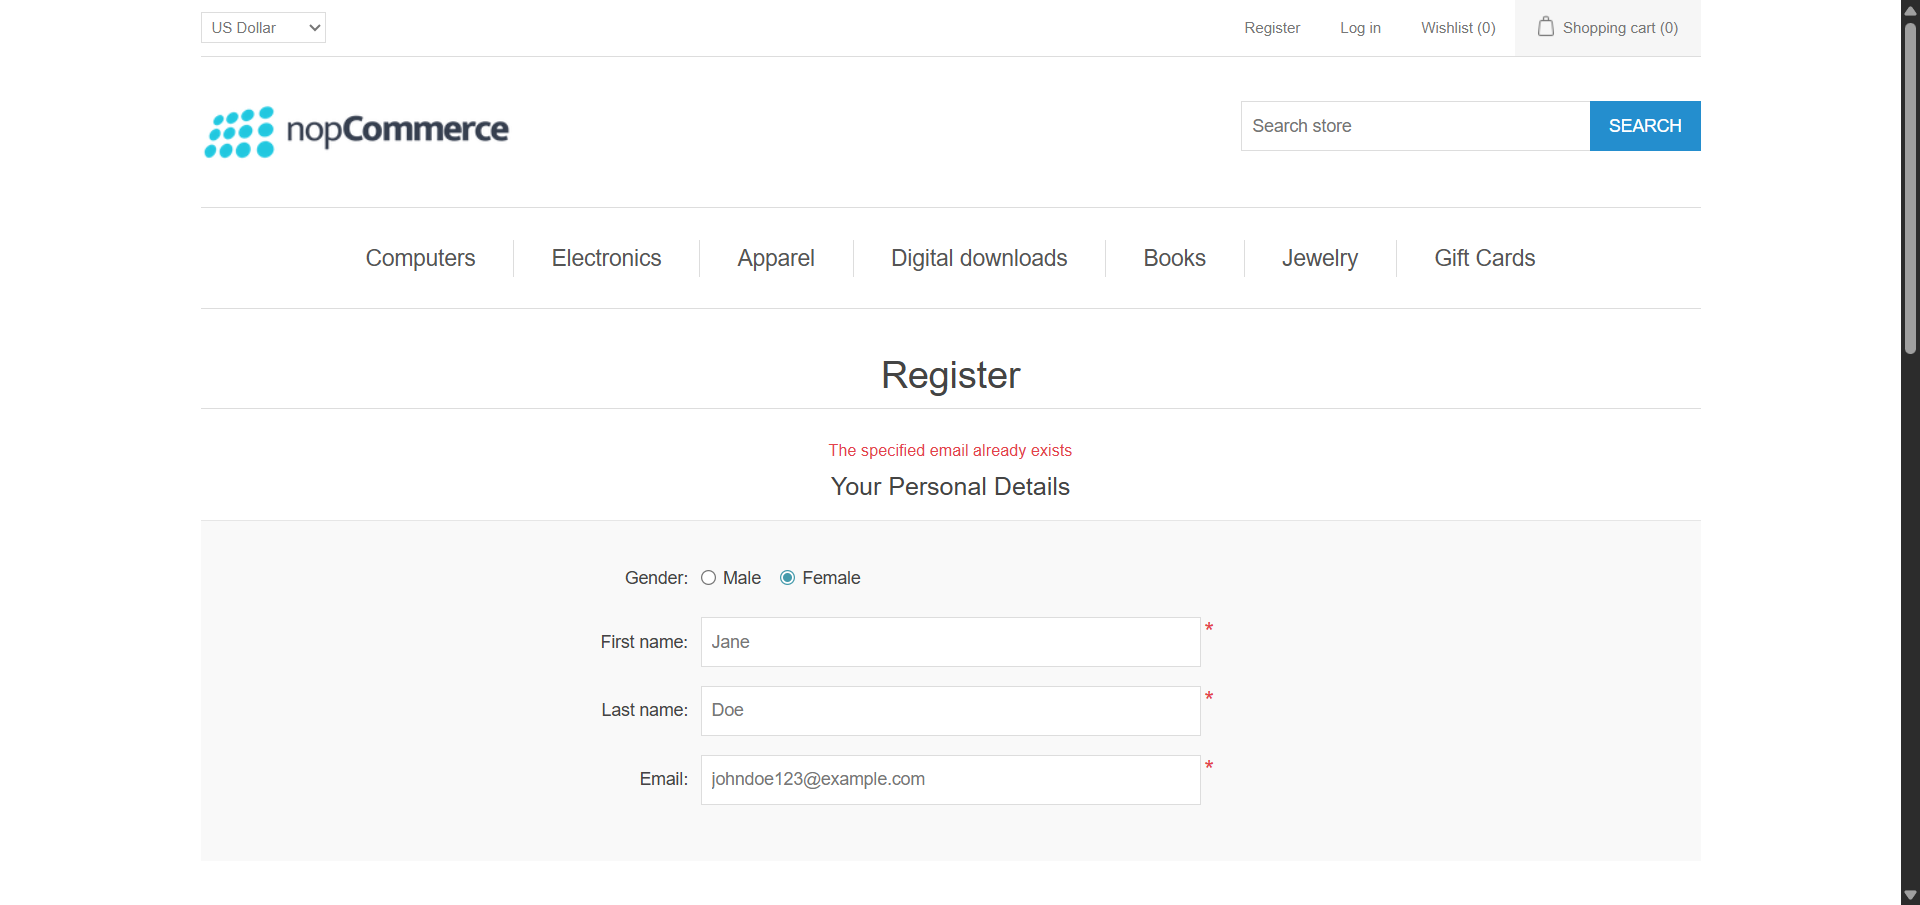 US Dollar
Register
Log in
Wishlist (0)
Shopping cart (0)
nopCommerce
Search store
SEARCH
Computers
Electronics
Apparel
Digital downloads
Books
Jewelry
Gift Cards
Register
The specified email already exists
Your Personal Details
Gender: Male Female
First name: Jane *
Last name: Doe *
Email: johndoe123@example.com *